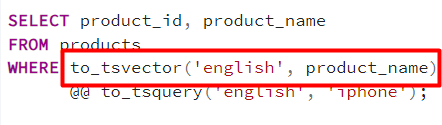 SELECT product_id, product_name
FROM products
WHERE to_tsvector('english', product_name)
@@ to_tsquery('english', 'iphone');